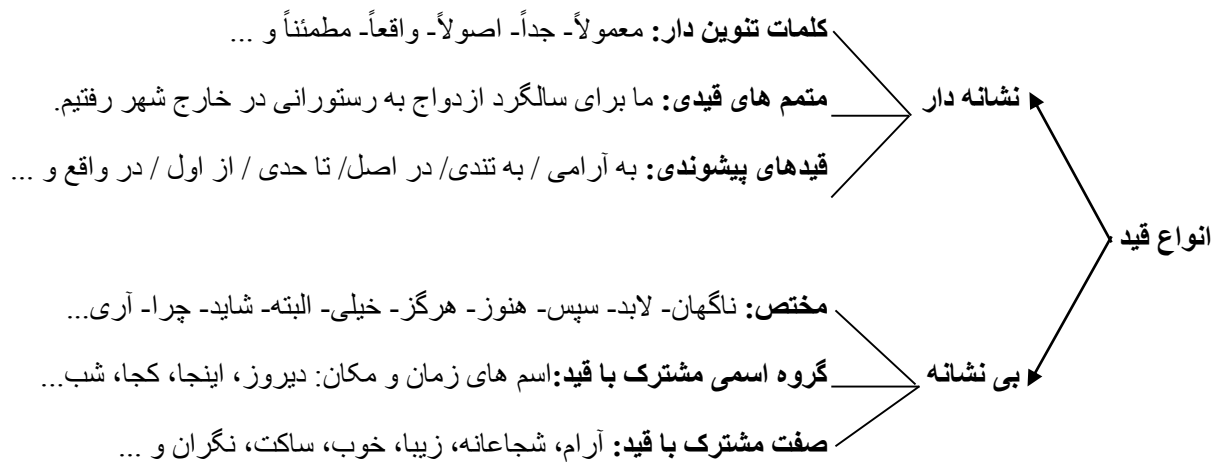 کلمات تنوین دار: معمولاً- جداً- اصولاً- واقعاً- مطمئناً و ...
نشانه دار
متمم های قیدی: ما برای سالگرد ازدواج به رستورانی در خارج شهر رفتیم.
قیدهای پیشوندی: به آرامی / به تندی/ در اصل/ تا حدی / از اول / در واقع و ...
انواع قید
مختص: ناگهان- لابد- سپس- هنوز- هرگز- خیلی- البته- شاید- چرا- آری...
بی نشانه
گروه اسمی مشترک با قید:اسم های زمان و مکان: دیروز، اینجا، کجا، شب...
صفت مشترک با قید: آرام، شجاعانه، زیبا، خوب، ساکت، نگران و ...